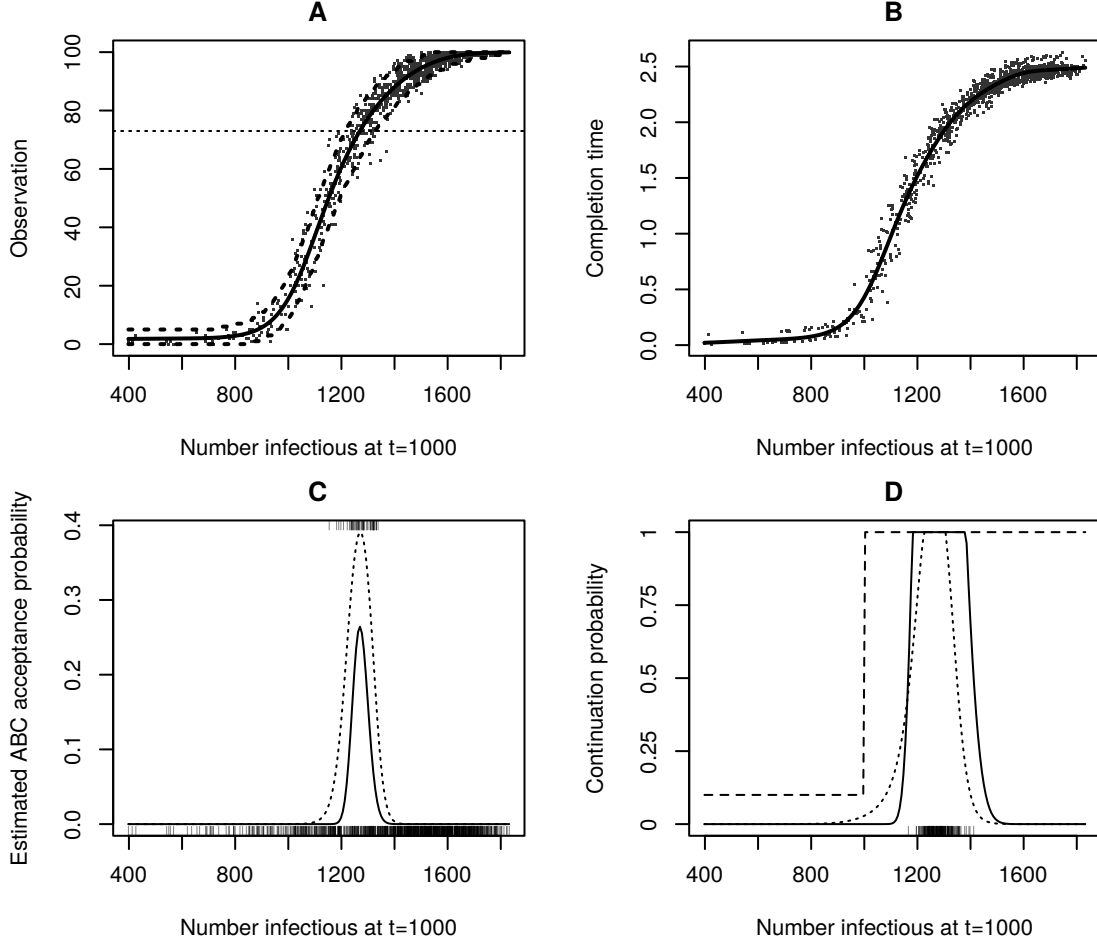 A
Observation
0 20 40 60 80 100
400 800 1200 1600
Number infectious at t=1000
B
Completion time
0.0 0.5 1.0 1.5 2.0 2.5
400 800 1200 1600
Number infectious at t=1000
C
Estimated ABC acceptance probability
0.0 0.1 0.2 0.3 0.4
400 800 1200 1600
Number infectious at t=1000
D
Continuation probability
0 0.25 0.5 0.75 1
400 800 1200 1600
Number infectious at t=1000